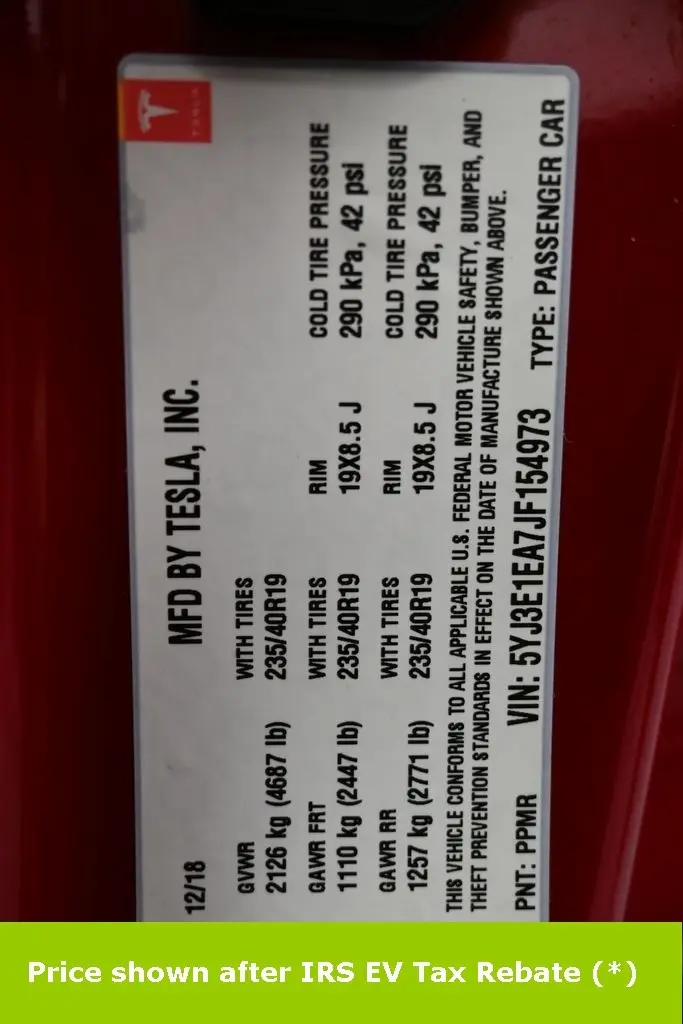 TESLA
12/18 MFD BY TESLA, INC.
GVWR WITH TIRES
2126 kg (4687 lb) 235/40R19
GAWR FRT WITH TIRES RIM COLD TIRE PRESSURE
1110 kg (2447 lb) 235/40R19 19X8.5 J 290 kPa, 42 psi
GAWR RR WITH TIRES RIM COLD TIRE PRESSURE
1257 kg (2771 lb) 235/40R19 19X8.5 J 290 kPa, 42 psi
THIS VEHICLE CONFORMS TO ALL APPLICABLE U.S. FEDERAL MOTOR VEHICLE SAFETY, BUMPER, AND
THEFT PREVENTION STANDARDS IN EFFECT ON THE DATE OF MANUFACTURE SHOWN ABOVE.
PNT: PPMR VIN: 5YJ3E1EA7JF154973 TYPE: PASSENGER CAR
Price shown after IRS EV Tax Rebate (*)